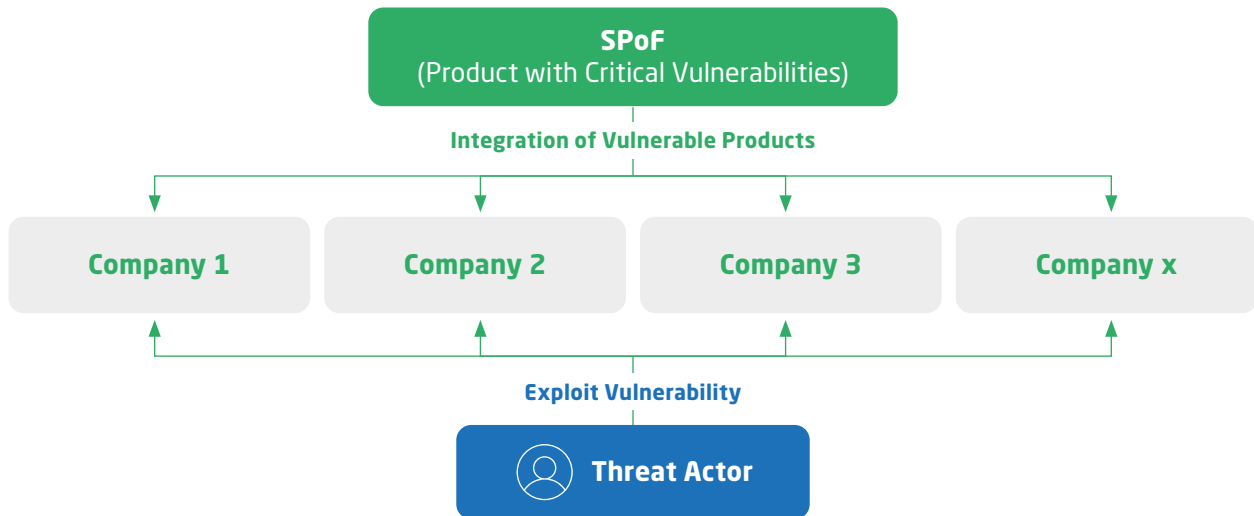 SPoF
(Product with Critical Vulnerabilities)
Integration of Vulnerable Products
Company 1
Company 2
Company 3
Company x
Exploit Vulnerability
Threat Actor